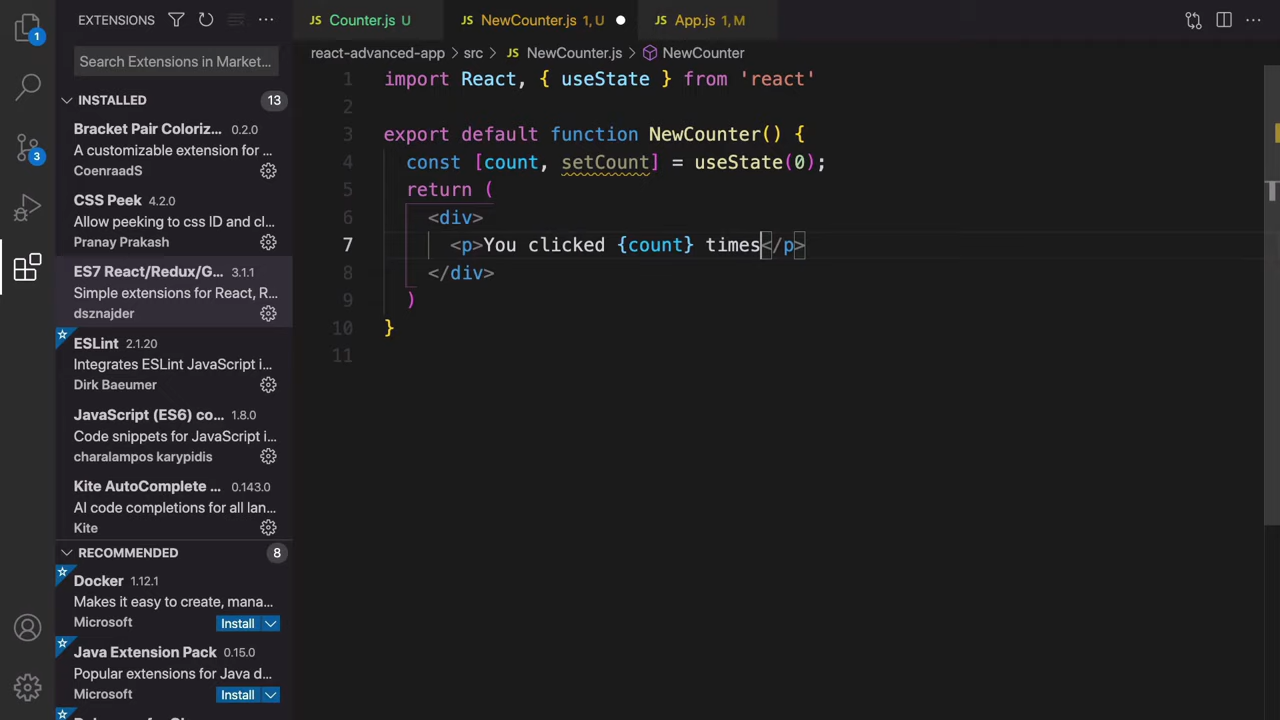 EXTENSIONS
Search Extensions in Market...
INSTALLED 13
Bracket Pair Coloriz... 0.2.0
A customizable extension for ...
CoenraadS
CSS Peek 4.2.0
Allow peeking to css ID and cl...
Pranay Prakash
ES7 React/Redux/G... 3.1.1
Simple extensions for React, R...
dsznajder
ESLint 2.1.20
Integrates ESLint JavaScript i...
Dirk Baeumer
JavaScript (ES6) co... 1.8.0
Code snippets for JavaScript i...
charalampos karypidis
Kite AutoComplete ... 0.143.0
AI code completions for all lan...
Kite
RECOMMENDED 8
Docker 1.12.1
Makes it easy to create, mana...
Microsoft Install
Java Extension Pack 0.15.0
Popular extensions for Java d...
Microsoft Install
1
3
JS Counter.js U
JS NewCounter.js 1, U
JS App.js 1, M
react-advanced-app > src > JS NewCounter.js > NewCounter
1 import React, { useState } from 'react'
2
3 export default function NewCounter() {
4 const [count, setCount] = useState(0);
5 return (
6 <div>
7 <p>You clicked {count} times</p>
8 </div>
9 )
10 }
11